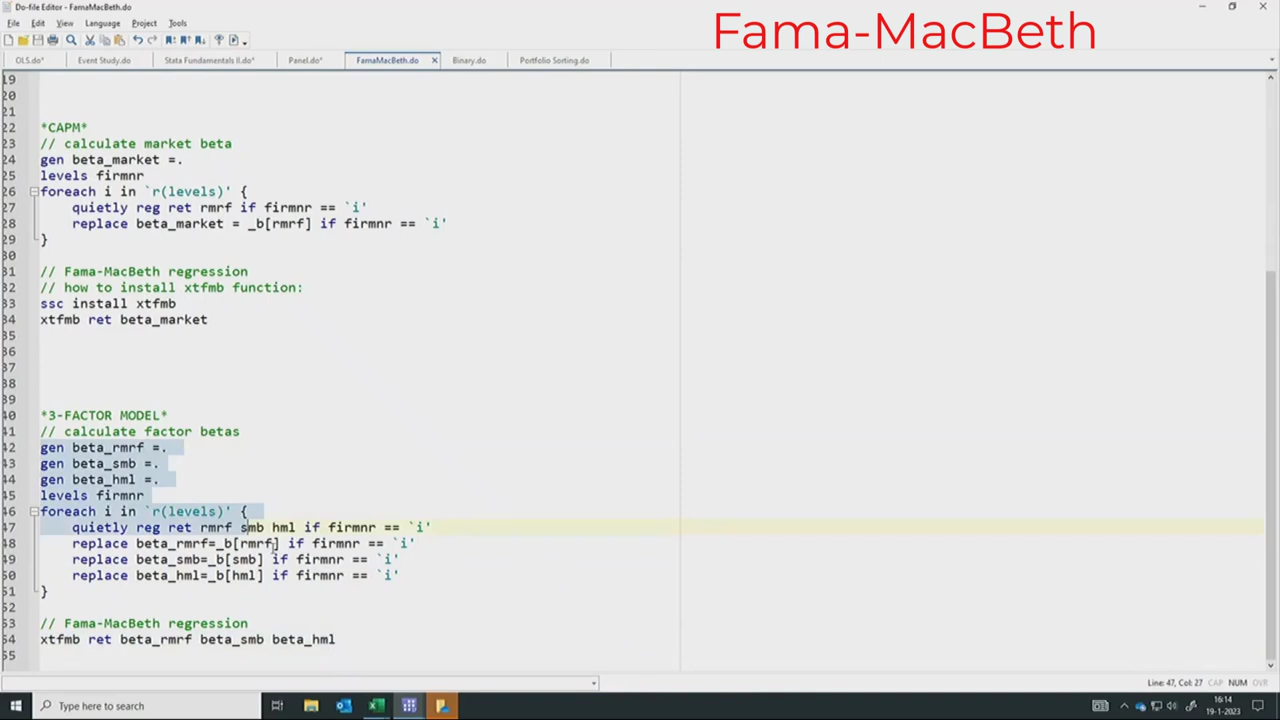 Do-file Editor - FamaMacBeth.do
Fama-MacBeth
File Edit View Language Project Tools
OLS.do* Event Study.do Stata Fundamentals II.do* Panel.do* FamaMacBeth.do × Binary.do Portfolio Sorting.do
19
20
21
22 *CAPM*
23 // calculate market beta
24 gen beta_market =.
25 levels firmnr
26 foreach i in `r(levels)' {
27 quietly reg ret rmrf if firmnr == `i'
28 replace beta_market = _b[rmrf] if firmnr == `i'
29 }
30
31 // Fama-MacBeth regression
32 // how to install xtfmb function:
33 ssc install xtfmb
34 xtfmb ret beta_market
35
36
37
38
39
40 *3-FACTOR MODEL*
41 // calculate factor betas
42 gen beta_rmrf =.
43 gen beta_smb =.
44 gen beta_hml =.
45 levels firmnr
46 foreach i in `r(levels)' {
47 quietly reg ret rmrf smb hml if firmnr == `i'
48 replace beta_rmrf=_b[rmrf] if firmnr == `i'
49 replace beta_smb=_b[smb] if firmnr == `i'
50 replace beta_hml=_b[hml] if firmnr == `i'
51 }
52
53 // Fama-MacBeth regression
54 xtfmb ret beta_rmrf beta_smb beta_hml
55
Line: 47, Col: 27 CAP NUM OVR
Type here to search
16:14
19-1-2023